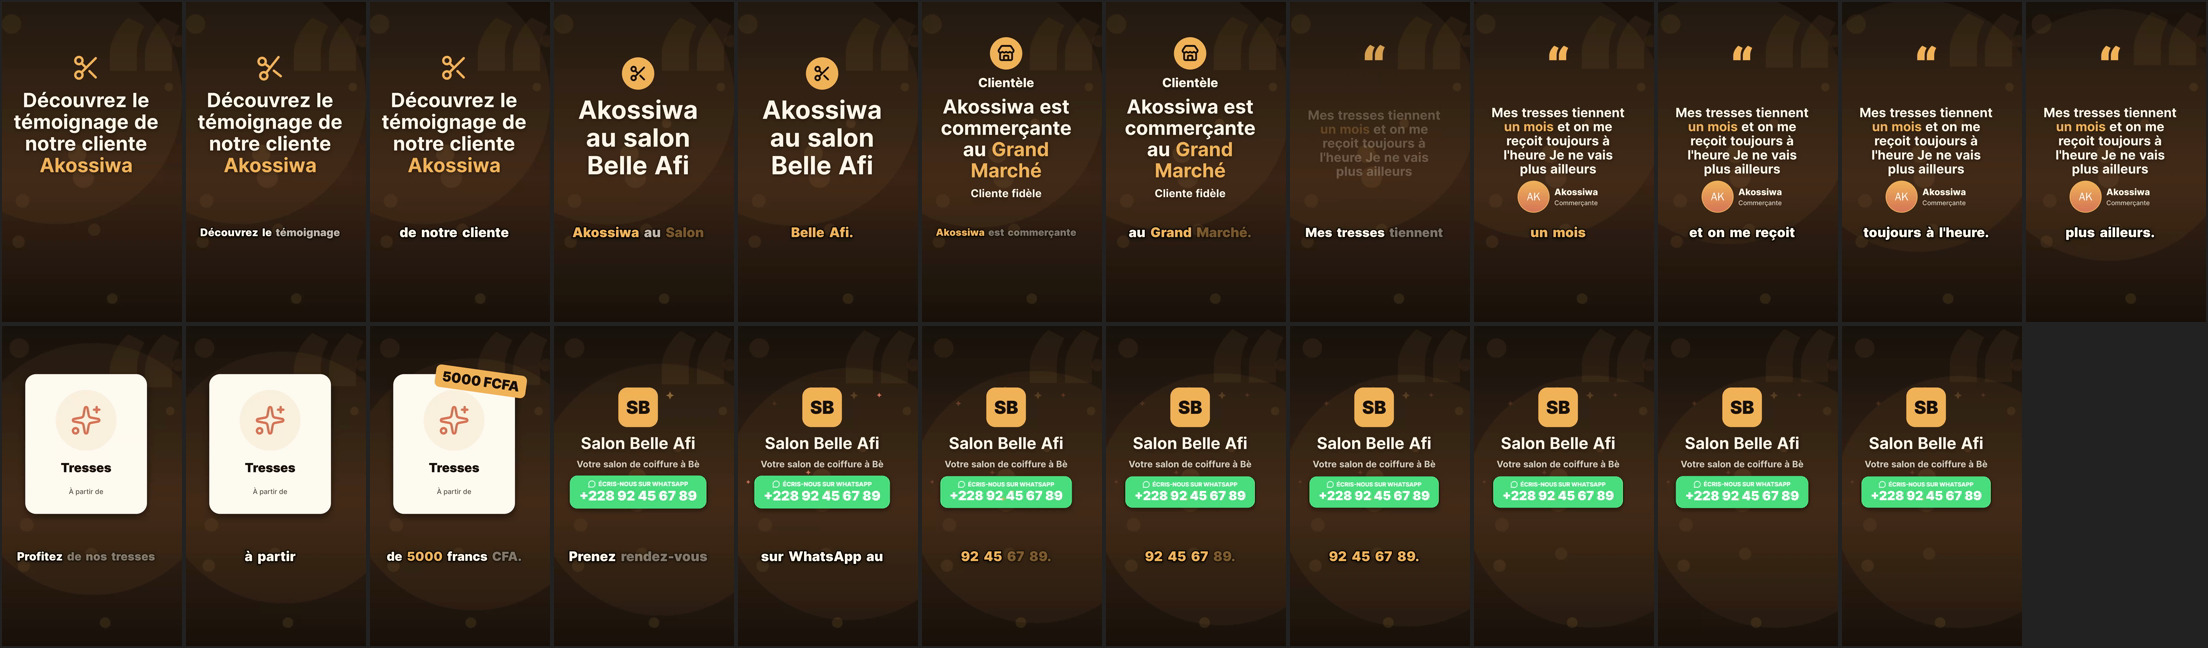 Découvrez le
témoignage de
notre cliente
Akossiwa
Découvrez le
témoignage de
notre cliente
Akossiwa
Découvrez le témoignage
Découvrez le
témoignage de
notre cliente
Akossiwa
de notre cliente
Akossiwa
au salon
Belle Afi
Akossiwa au Salon
Akossiwa
au salon
Belle Afi
Belle Afi.
Clientèle
Akossiwa est
commerçante
au Grand
Marché
Cliente fidèle
Akossiwa est commerçante
Clientèle
Akossiwa est
commerçante
au Grand
Marché
Cliente fidèle
au Grand Marché.
“
Mes tresses tiennent
un mois et on me
reçoit toujours à
l'heure Je ne vais
plus ailleurs
Mes tresses tiennent
“
Mes tresses tiennent
un mois et on me
reçoit toujours à
l'heure Je ne vais
plus ailleurs
AK Akossiwa
Commerçante
un mois
“
Mes tresses tiennent
un mois et on me
reçoit toujours à
l'heure Je ne vais
plus ailleurs
AK Akossiwa
Commerçante
et on me reçoit
“
Mes tresses tiennent
un mois et on me
reçoit toujours à
l'heure Je ne vais
plus ailleurs
AK Akossiwa
Commerçante
toujours à l'heure.
“
Mes tresses tiennent
un mois et on me
reçoit toujours à
l'heure Je ne vais
plus ailleurs
AK Akossiwa
Commerçante
plus ailleurs.
Tresses
À partir de
Profitez de nos tresses
Tresses
À partir de
à partir
5000 FCFA
Tresses
À partir de
de 5000 francs CFA.
SB
Salon Belle Afi
Votre salon de coiffure à Bè
ÉCRIS-NOUS SUR WHATSAPP
+228 92 45 67 89
Prenez rendez-vous
SB
Salon Belle Afi
Votre salon de coiffure à Bè
ÉCRIS-NOUS SUR WHATSAPP
+228 92 45 67 89
sur WhatsApp au
SB
Salon Belle Afi
Votre salon de coiffure à Bè
ÉCRIS-NOUS SUR WHATSAPP
+228 92 45 67 89
92 45 67 89.
SB
Salon Belle Afi
Votre salon de coiffure à Bè
ÉCRIS-NOUS SUR WHATSAPP
+228 92 45 67 89
92 45 67 89.
SB
Salon Belle Afi
Votre salon de coiffure à Bè
ÉCRIS-NOUS SUR WHATSAPP
+228 92 45 67 89
92 45 67 89.
SB
Salon Belle Afi
Votre salon de coiffure à Bè
ÉCRIS-NOUS SUR WHATSAPP
+228 92 45 67 89
SB
Salon Belle Afi
Votre salon de coiffure à Bè
ÉCRIS-NOUS SUR WHATSAPP
+228 92 45 67 89
SB
Salon Belle Afi
Votre salon de coiffure à Bè
ÉCRIS-NOUS SUR WHATSAPP
+228 92 45 67 89